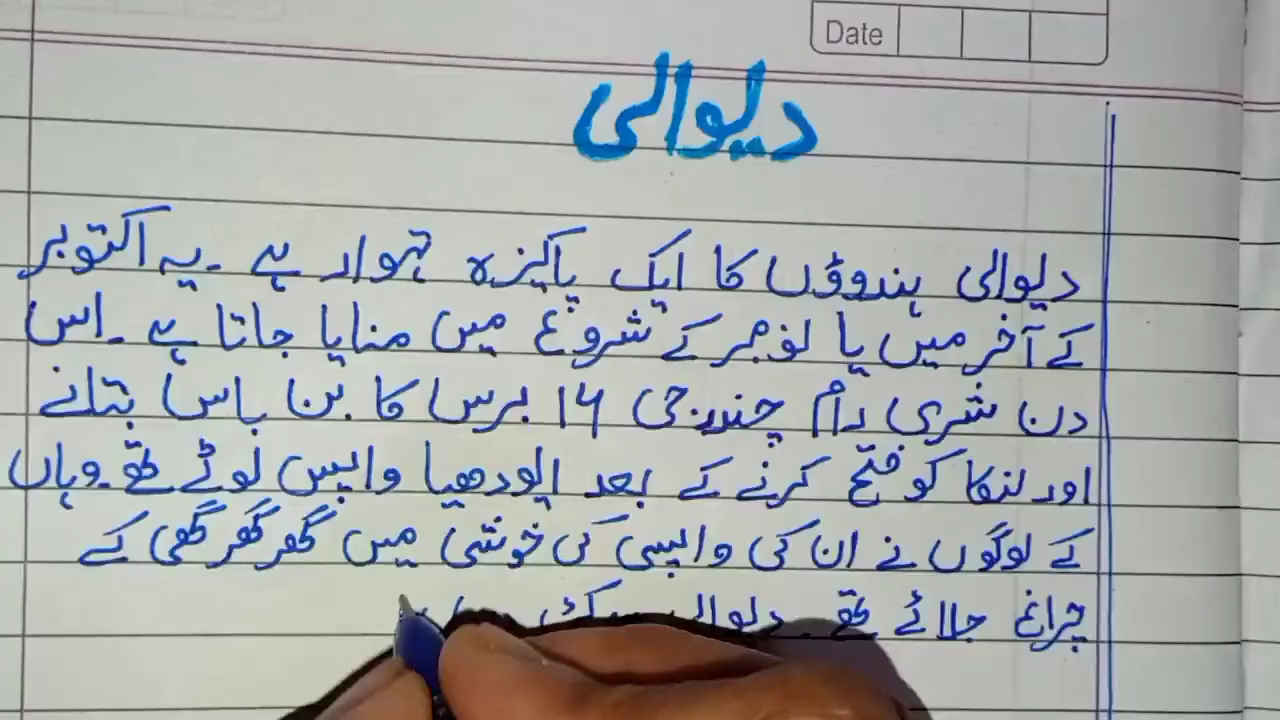 Date
دیوالی
دیوالی ہندوؤں کا ایک پاکیزہ تہوار ہے ۔یہ اکتوبر
کے آخر میں یا نومبر کے شروع میں منایا جاتا ہے ۔اس
دن شری رام چندرجی ۱۴ برس کا بن باس بتانے
اور لنکا کو فتح کرنے کے بعد ایودھیا واپس لوٹے تھے۔وہاں
کے لوگوں نے ان کی واپسی کی خوشی میں گھر گھر گھی کے
چراغ جلائے تھے۔ دیوالی